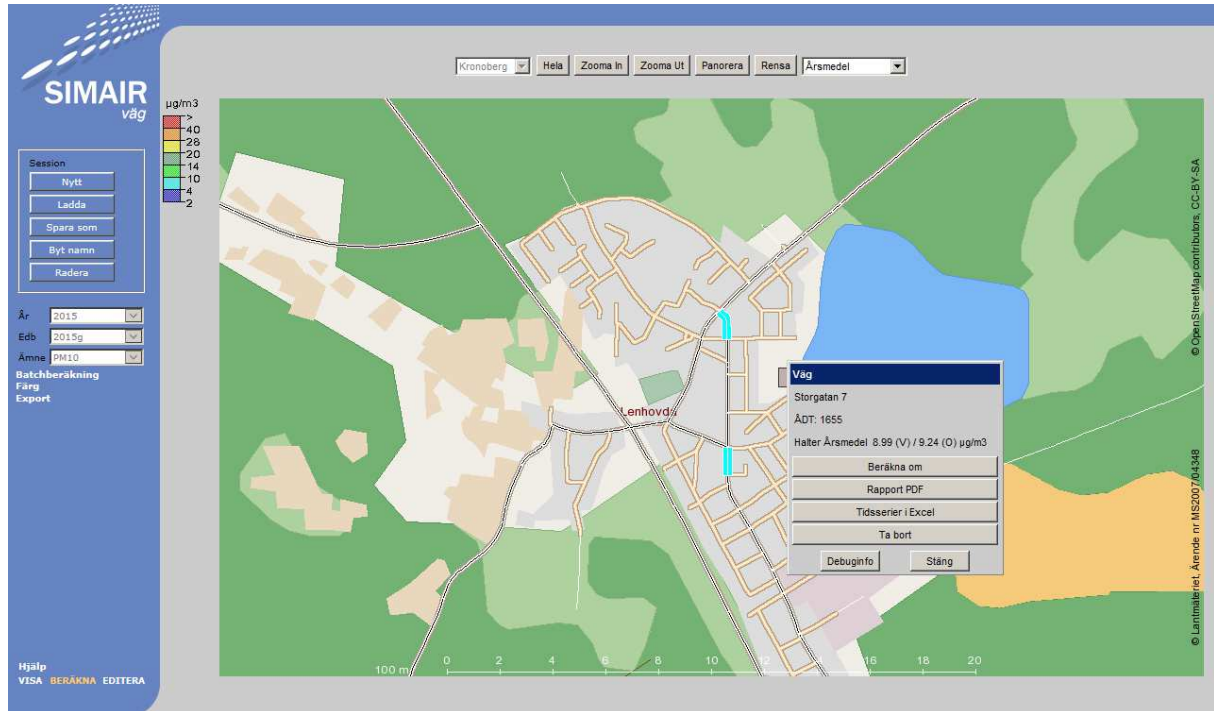 SIMAIR
väg
Session
Nytt
Ladda
Spara som
Byt namn
Radera
År 2015
Edb 2015g
Ämne PM10
Batchberäkning
Färg
Export
Hjälp
VISA BERÄKNA EDITERA
Kronoberg Hela Zooma In Zooma Ut Panorera Rensa Årsmedel
µg/m3
>
40
28
20
14
10
4
2
Lenhovda
Väg
Storgatan 7
ÅDT: 1655
Halter Årsmedel 8.99 (V) / 9.24 (O) µg/m3
Beräkna om
Rapport PDF
Tidsserier i Excel
Ta bort
Debuginfo Stäng
100 m 0 2 4 6 8 10 12 14 16 18 20
© OpenStreetMap contributors, CC-BY-SA
© Lantmäteriet, Ärende nr MS2007/04348